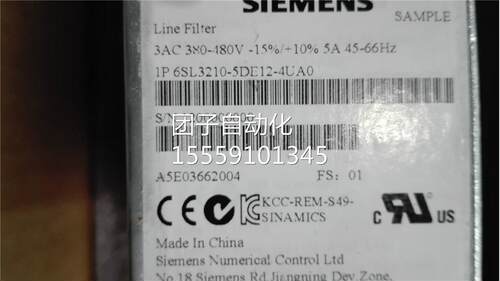 SIEMENS
SAMPLE
Line Filter
3AC 380-480V -15%/+10% 5A 45-66Hz
1P 6SL3210-5DE12-4UA0
S/N
团子自动化
15559101345
A5E03662004 FS: 01
CE KCC-REM-S49-
SINAMICS
C US
Made In China
Siemens Numerical Control Ltd
No.18 Siemens Rd Jiangning Dev.Zone,